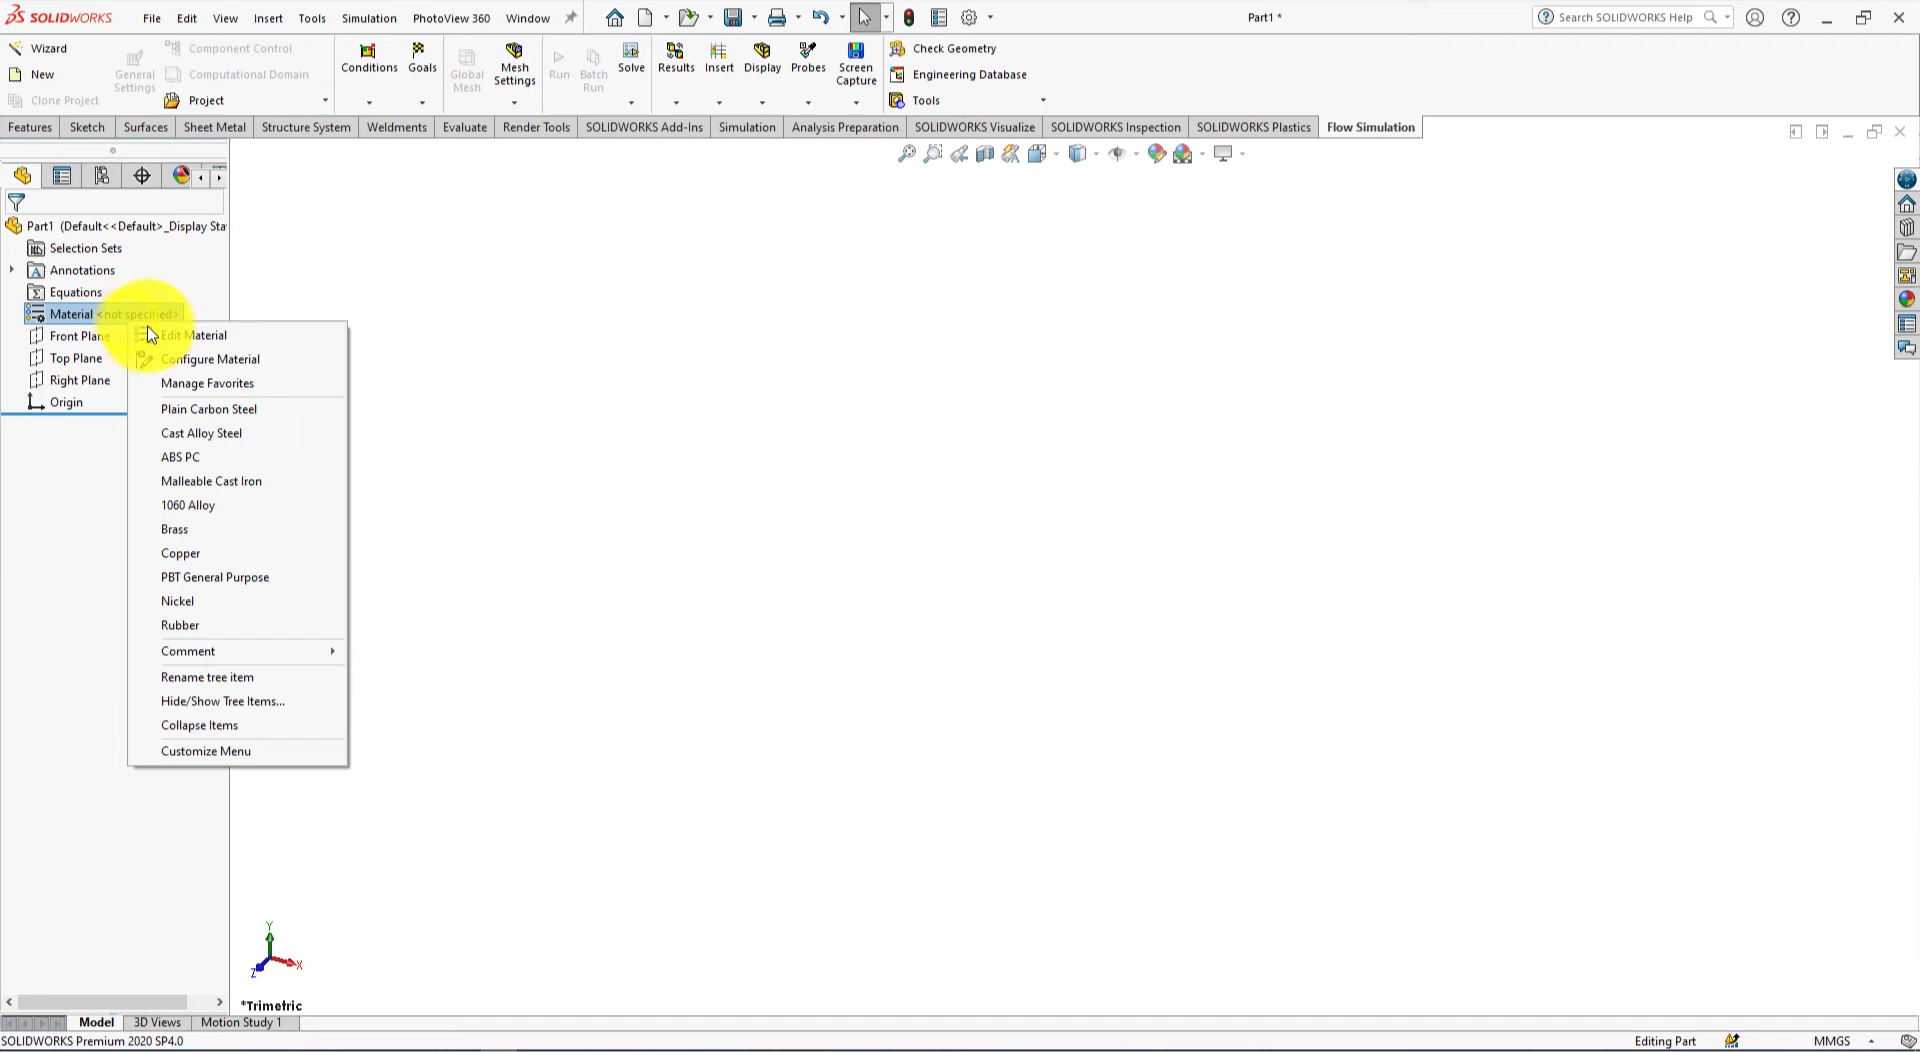 SOLIDWORKS File Edit View Insert Tools Simulation PhotoView 360 Window Part1 * Search SOLIDWORKS Help
Wizard
New
Clone Project
General Settings
Component Control
Computational Domain
Project
Conditions
Goals
Global Mesh
Mesh Settings
Run
Batch Run
Solve
Results
Insert
Display
Probes
Screen Capture
Check Geometry
Engineering Database
Tools
Features Sketch Surfaces Sheet Metal Structure System Weldments Evaluate Render Tools SOLIDWORKS Add-Ins Simulation Analysis Preparation SOLIDWORKS Visualize SOLIDWORKS Inspection SOLIDWORKS Plastics Flow Simulation
Part1 (Default<<Default>_Display Sta
Selection Sets
Annotations
Equations
Material <not specified>
Front Plane
Top Plane
Right Plane
Origin
Edit Material
Configure Material
Manage Favorites
Plain Carbon Steel
Cast Alloy Steel
ABS PC
Malleable Cast Iron
1060 Alloy
Brass
Copper
PBT General Purpose
Nickel
Rubber
Comment
Rename tree item
Hide/Show Tree Items...
Collapse Items
Customize Menu
Y
X
Z
*Trimetric
Model 3D Views Motion Study 1
SOLIDWORKS Premium 2020 SP4.0 Editing Part MMGS